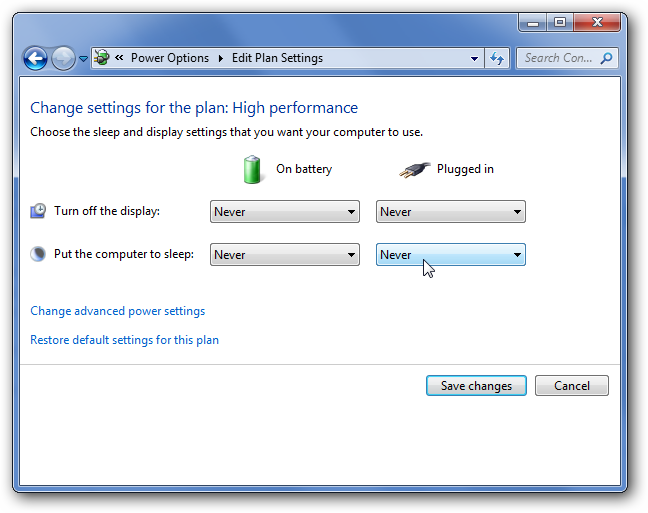 « Power Options ▸ Edit Plan Settings
Search Con...
Change settings for the plan: High performance
Choose the sleep and display settings that you want your computer to use.
On battery Plugged in
Turn off the display: Never Never
Put the computer to sleep: Never Never
Change advanced power settings
Restore default settings for this plan
Save changes Cancel